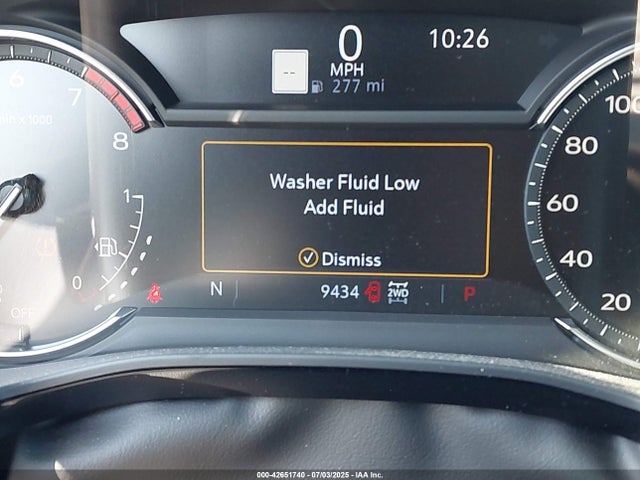 0
10:26
MPH
--
277 mi
6
7
8
x 1000
100
80
60
40
20
Washer Fluid Low
Add Fluid
Dismiss
1
0
OFF
N
9434
2WD
P
000-42651740 - 07/03/2025 - IAA Inc.